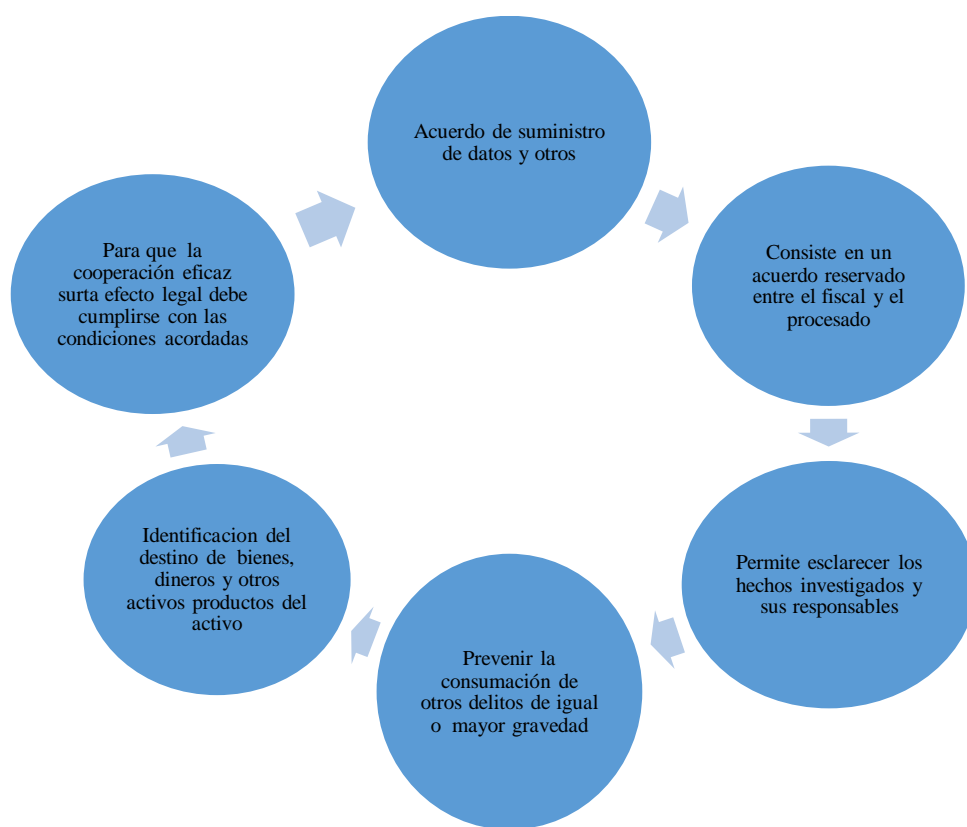 Acuerdo de suministro
de datos y otros
Consiste en un
acuerdo reservado
entre el fiscal y el
procesado
Permite esclarecer los
hechos investigados y
sus responsables
Prevenir la
consumación de
otros delitos de igual
o mayor gravedad
Identificacion del
destino de bienes,
dineros y otros
activos productos del
activo
Para que la
cooperación eficaz
surta efecto legal debe
cumplirse con las
condiciones acordadas